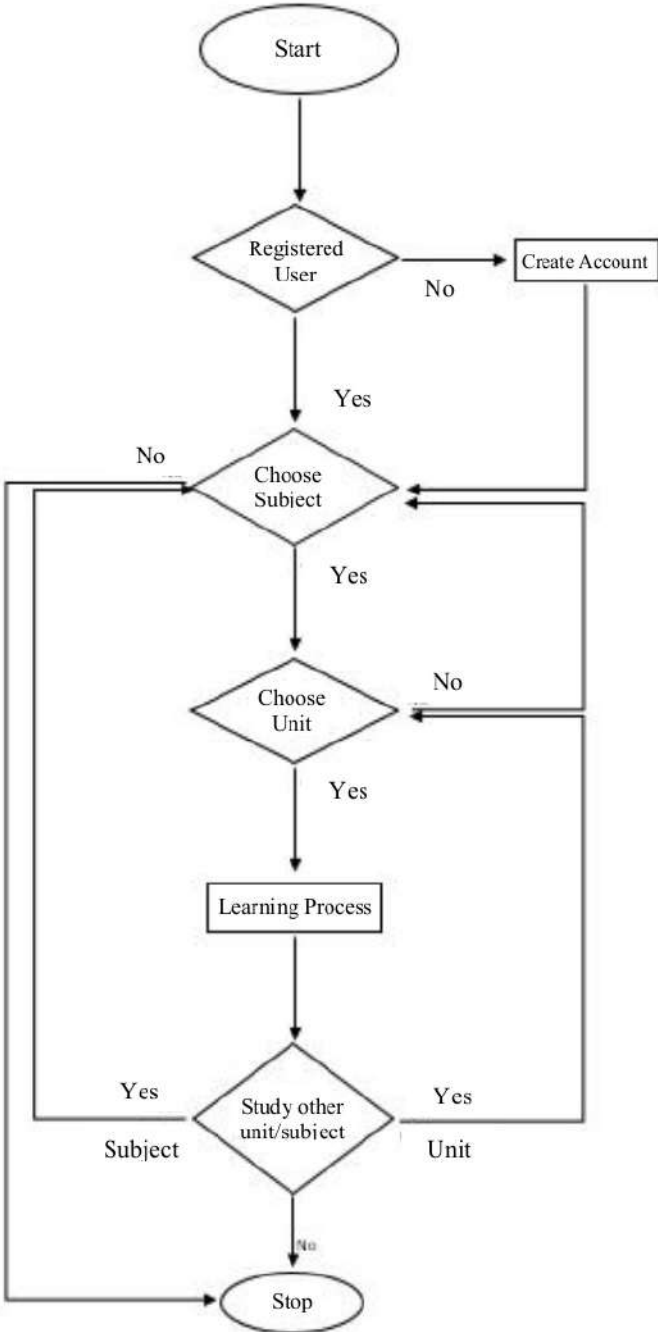 Start
Registered
User
No
Create Account
Yes
No
Choose
Subject
Yes
Choose
Unit
No
Yes
Learning Process
Yes
Subject
Study other
unit/subject
Yes
Unit
No
Stop